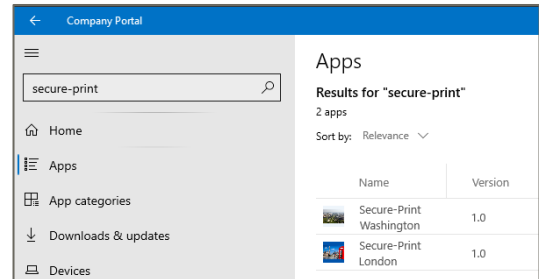 Company Portal
secure-print
Home
Apps
App categories
Downloads & updates
Devices
Apps
Results for "secure-print"
2 apps
Sort by: Relevance
Name Version
Secure-Print
Washington 1.0
Secure-Print
London 1.0